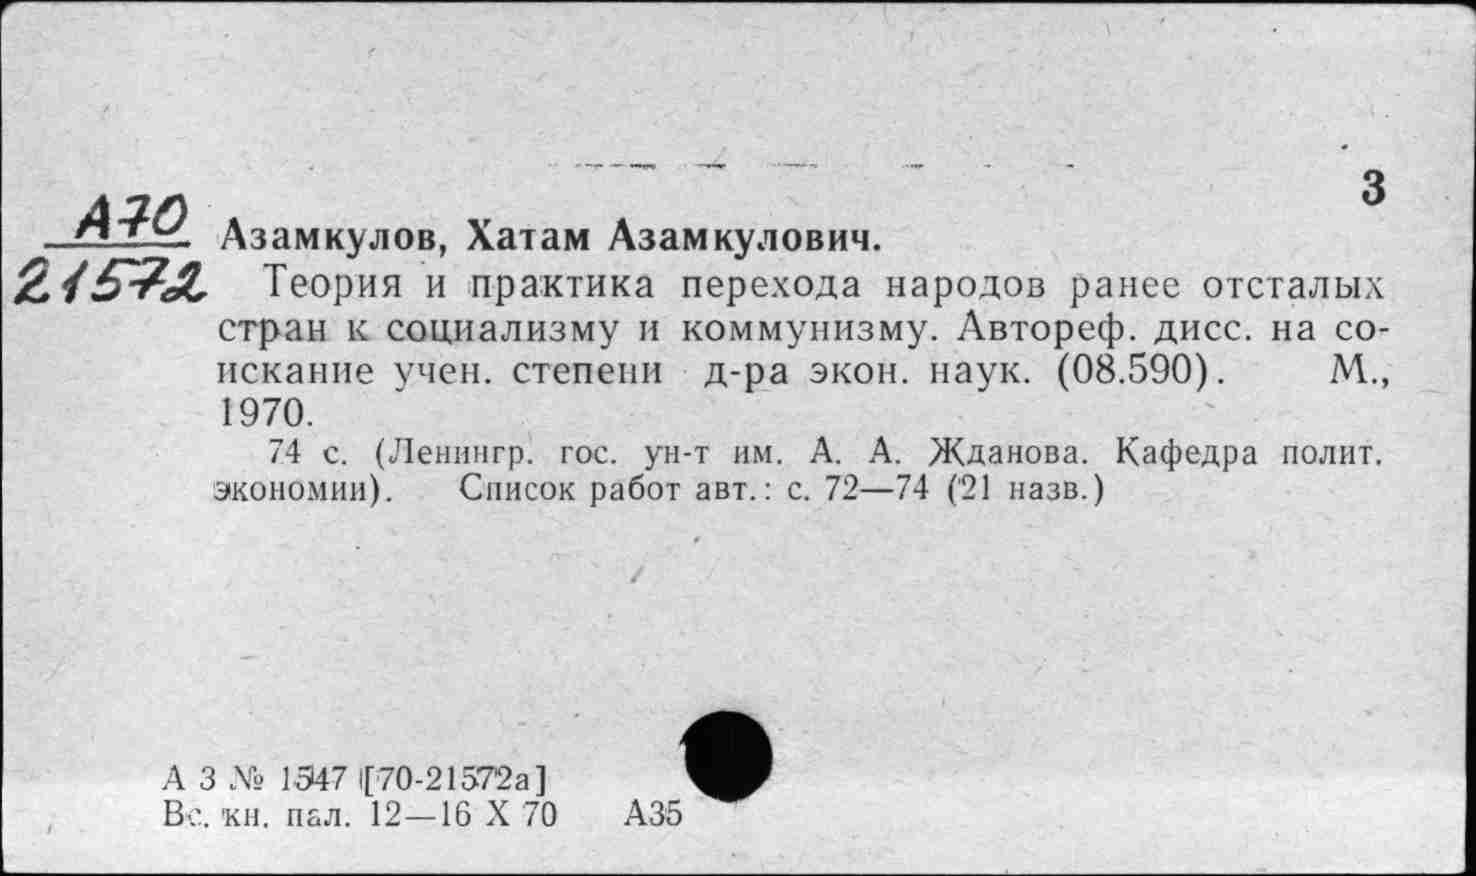 3
А70
21572
Азамкулов, Хатам Азамкулович.
Теория и практика перехода народов ранее отсталых
стран к социализму и коммунизму. Автореф. дисс. на со-
искание учен. степени д-ра экон. наук. (08.590). М.,
1970.
74 с. (Ленингр. гос. ун-т им. А. А. Жданова. Кафедра полит.
экономии). Список работ авт.: с. 72—74 (21 назв.)
А 3 № 1547 [70-21572а]
Вс. кн. пал. 12—16 X 70 А35